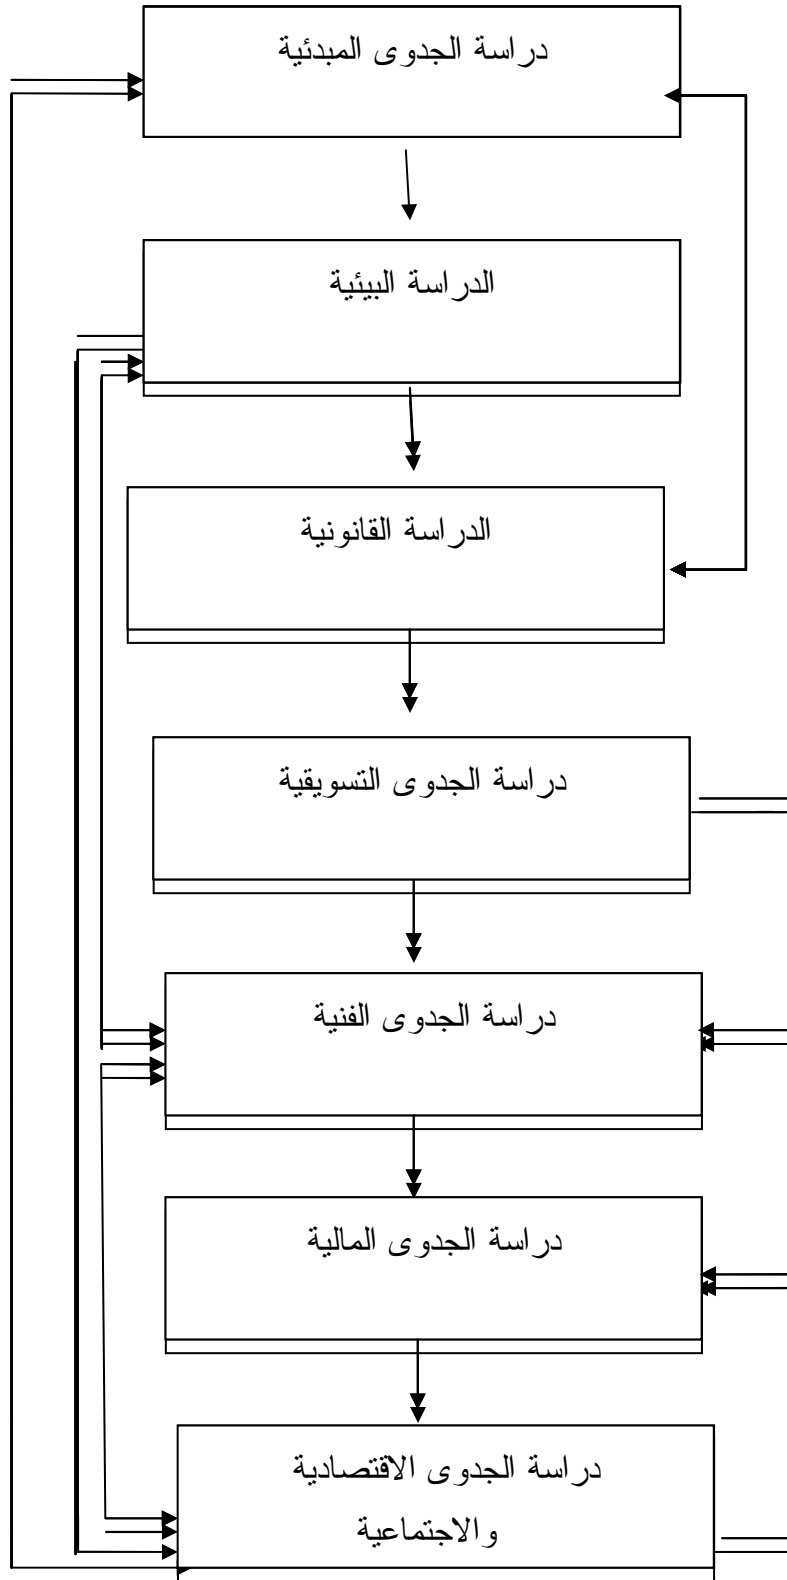 دراسة الجدوى المبدئية
الدراسة البيئية
الدراسة القانونية
دراسة الجدوى التسويقية
دراسة الجدوى الفنية
دراسة الجدوى المالية
دراسة الجدوى الاقتصادية
والاجتماعية